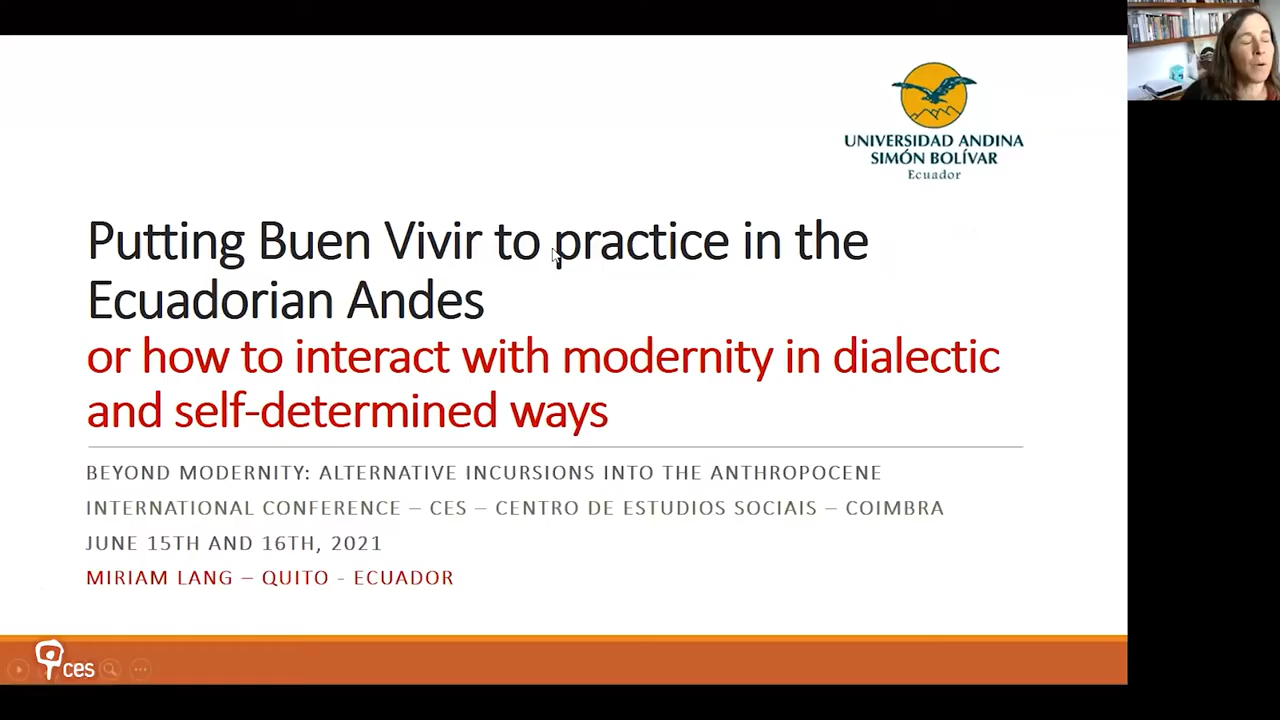 UNIVERSIDAD ANDINA
SIMÓN BOLÍVAR
Ecuador
Putting Buen Vivir to practice in the
Ecuadorian Andes
or how to interact with modernity in dialectic
and self-determined ways
BEYOND MODERNITY: ALTERNATIVE INCURSIONS INTO THE ANTHROPOCENE
INTERNATIONAL CONFERENCE – CES – CENTRO DE ESTUDIOS SOCIAIS – COIMBRA
JUNE 15TH AND 16TH, 2021
MIRIAM LANG – QUITO - ECUADOR
ces